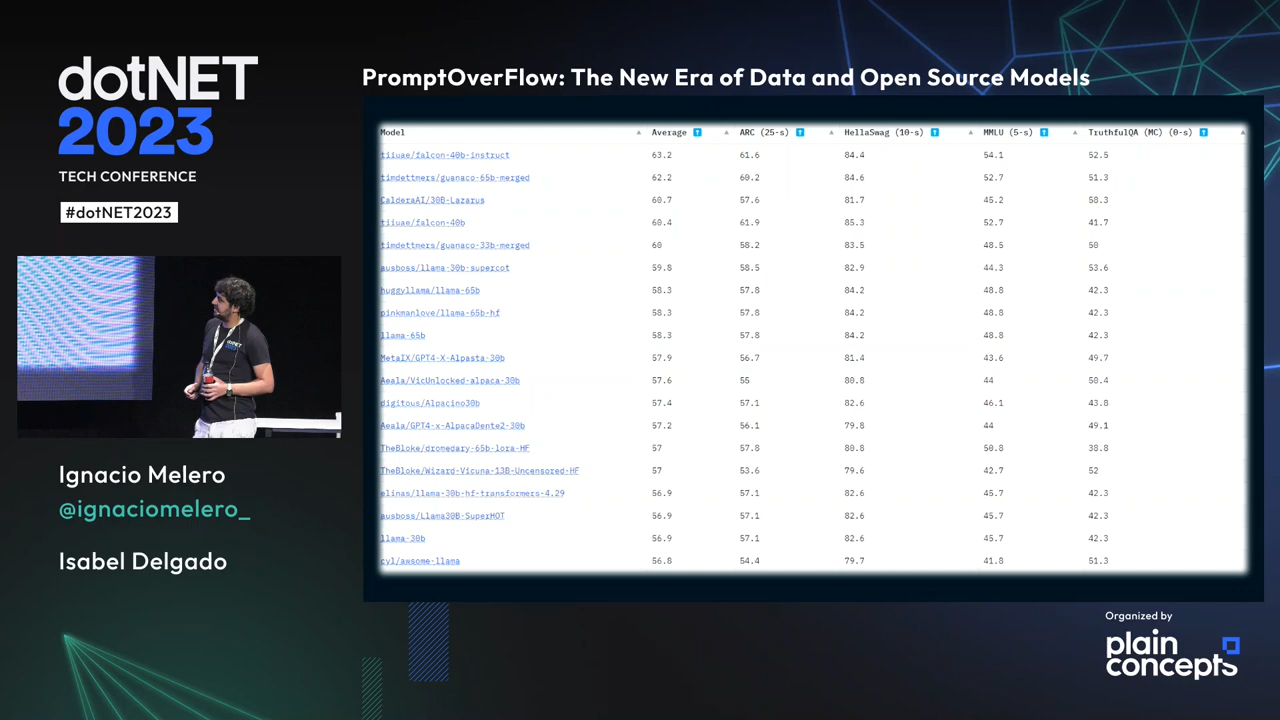 dotNET
2023
TECH CONFERENCE
#dotNET2023
PromptOverFlow: The New Era of Data and Open Source Models
Model Average ARC (25-s) HellaSwag (10-s) MMLU (5-s) TruthfulQA (MC) (0-s)
tiiuae/falcon-40b-instruct 63.2 61.6 84.4 54.1 52.5
timdettmers/guanaco-65b-merged 62.2 60.2 84.6 52.7 51.3
CalderaAI/30B-Lazarus 60.7 57.6 81.7 45.2 58.3
tiiuae/falcon-40b 60.4 61.9 85.3 52.7 41.7
timdettmers/guanaco-33b-merged 60 58.2 83.5 48.5 50
ausboss/llama-30b-supercot 59.8 58.5 82.9 44.3 53.6
huggyllama/llama-65b 58.3 57.8 84.2 48.8 42.3
pinkmanlove/llama-65b-hf 58.3 57.8 84.2 48.8 42.3
llama-65b 58.3 57.8 84.2 48.8 42.3
MetaIX/GPT4-X-Alpasta-30b 57.9 56.7 81.4 43.6 49.7
Aeala/VicUnlocked-alpaca-30b 57.6 55 80.8 44 50.4
digitous/Alpacino30b 57.4 57.1 82.6 46.1 43.8
Aeala/GPT4-x-AlpacaDente2-30b 57.2 56.1 79.8 44 49.1
TheBloke/dromedary-65b-lora-HF 57 57.8 80.8 50.8 38.8
TheBloke/Wizard-Vicuna-13B-Uncensored-HF 57 53.6 79.6 42.7 52
elinas/llama-30b-hf-transformers-4.29 56.9 57.1 82.6 45.7 42.3
ausboss/Llama30B-SuperHOT 56.9 57.1 82.6 45.7 42.3
llama-30b 56.9 57.1 82.6 45.7 42.3
cyl/awsome-llama 56.8 54.4 79.7 41.8 51.3
Ignacio Melero
@ignaciomelero_
Isabel Delgado
Organized by
plain
concepts